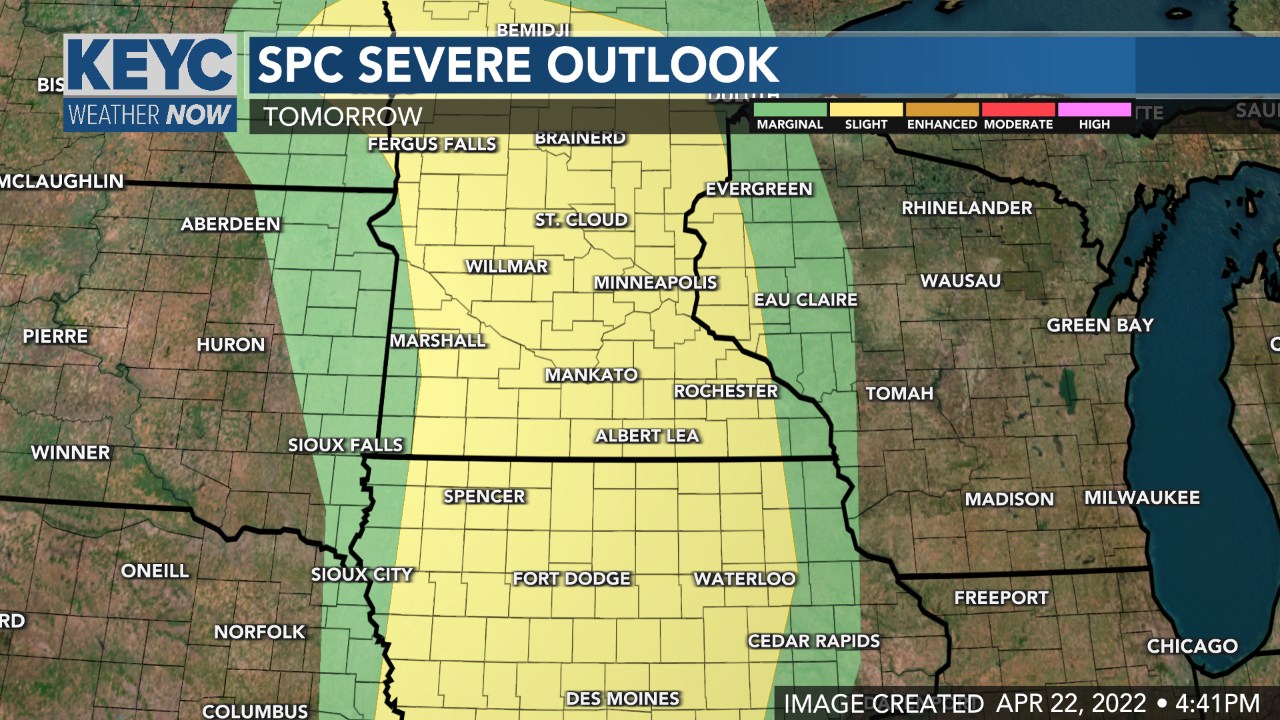 BEMIDJI
KEYC
WEATHER NOW
SPC SEVERE OUTLOOK
TOMORROW
BIS
DULUTH
MARGINAL SLIGHT ENHANCED MODERATE HIGH
TTE
SAU
FERGUS FALLS
BRAINERD
MCLAUGHLIN
EVERGREEN
RHINELANDER
ABERDEEN
ST. CLOUD
WILLMAR
MINNEAPOLIS
WAUSAU
EAU CLAIRE
GREEN BAY
PIERRE
HURON
MARSHALL
MANKATO
ROCHESTER
TOMAH
ALBERT LEA
SIOUX FALLS
WINNER
SPENCER
MADISON
MILWAUKEE
ONEILL
SIOUX CITY
FORT DODGE
WATERLOO
FREEPORT
RD
NORFOLK
CEDAR RAPIDS
CHICAGO
DES MOINES
COLUMBUS
IMAGE CREATED APR 22, 2022 • 4:41PM